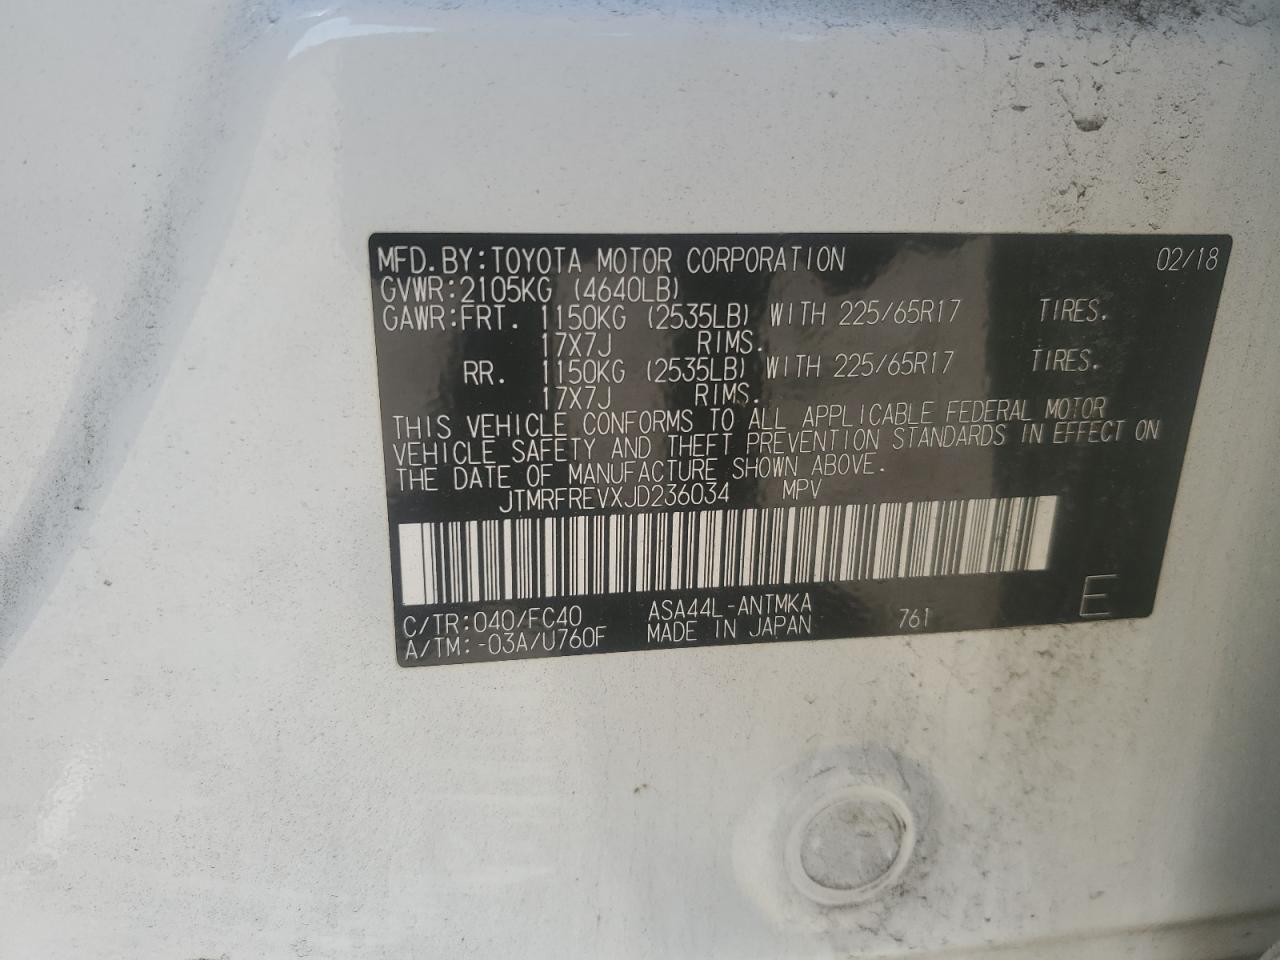 MFD.BY:TOYOTA MOTOR CORPORATION 02/18
GVWR:2105KG (4640LB)
GAWR:FRT. 1150KG (2535LB) WITH 225/65R17 TIRES.
17X7J RIMS.
RR. 1150KG (2535LB) WITH 225/65R17 TIRES.
17X7J RIMS.
THIS VEHICLE CONFORMS TO ALL APPLICABLE FEDERAL MOTOR
VEHICLE SAFETY AND THEFT PREVENTION STANDARDS IN EFFECT ON
THE DATE OF MANUFACTURE SHOWN ABOVE.
JTMRFREVXJD236034 MPV
C/TR:040/FC40 ASA44L-ANTMKA 761 E
A/TM:-03A/U760F MADE IN JAPAN